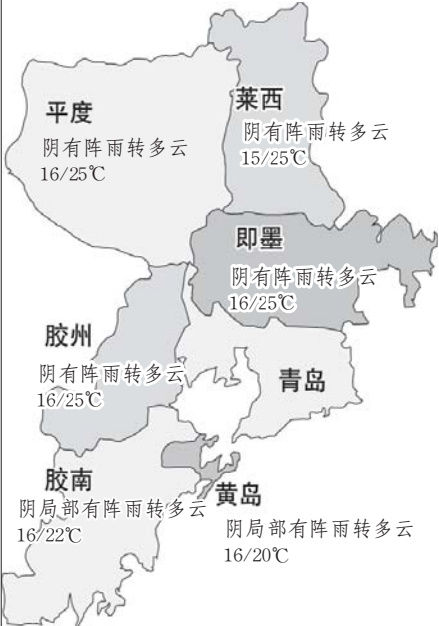 莱西
阴有阵雨转多云
15/25℃
平度
阴有阵雨转多云
16/25℃
即墨
阴有阵雨转多云
16/25℃
胶州
阴有阵雨转多云
16/25℃
青岛
胶南
阴局部有阵雨转多云
16/22℃
黄岛
阴局部有阵雨转多云
16/20℃